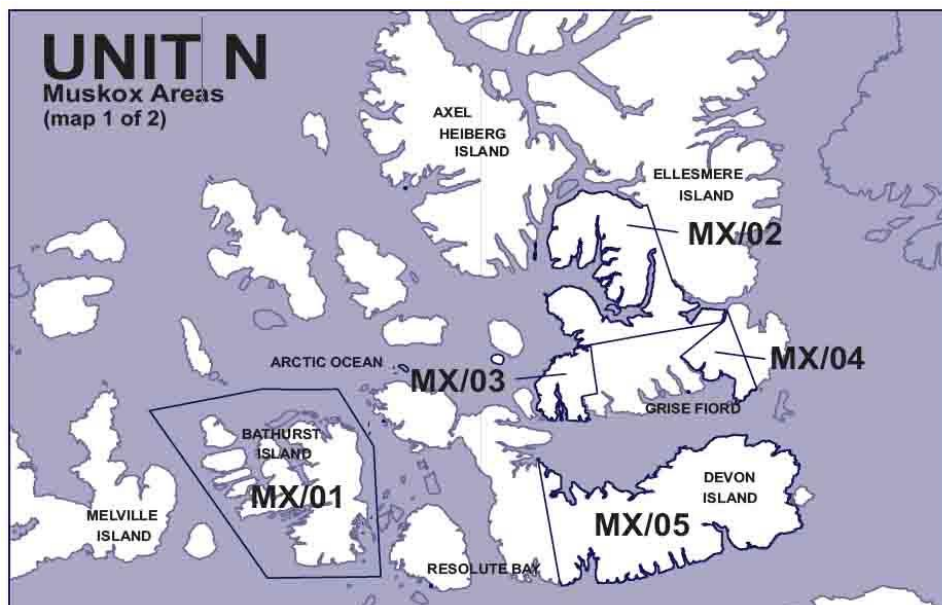 UNIT N
Muskox Areas
(map 1 of 2)
AXEL
HEIBERG
ISLAND
ELLESMERE
ISLAND
MX/02
ARCTIC OCEAN
MX/03
MX/04
GRISE FIORD
BATHURST
ISLAND
MX/01
MELVILLE
ISLAND
DEVON
ISLAND
MX/05
RESOLUTE BAY